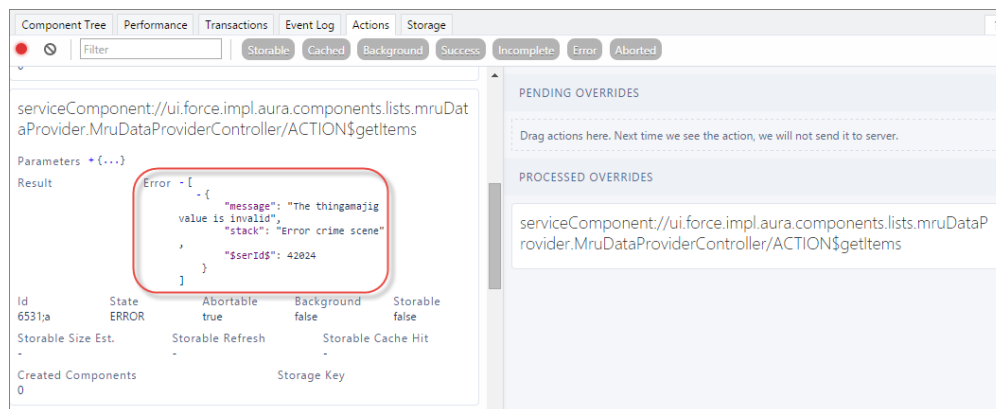 Component Tree Performance Transactions Event Log Actions Storage
Filter Storable Cached Background Success Incomplete Error Aborted
serviceComponent://ui.force.impl.aura.components.lists.mruDat
aProvider.MruDataProviderController/ACTION$getItems
Parameters +{...}
Result Error -[
-{
"message": "The thingamajig
value is invalid",
"stack": "Error crime scene"
,
"$serId$": 42024
}
]
Id State Abortable Background Storable
6531;a ERROR true false false
Storable Size Est. Storable Refresh Storable Cache Hit
- - -
Created Components Storage Key
0
PENDING OVERRIDES
Drag actions here. Next time we see the action, we will not send it to server.
PROCESSED OVERRIDES
serviceComponent://ui.force.impl.aura.components.lists.mruDataP
rovider.MruDataProviderController/ACTION$getItems